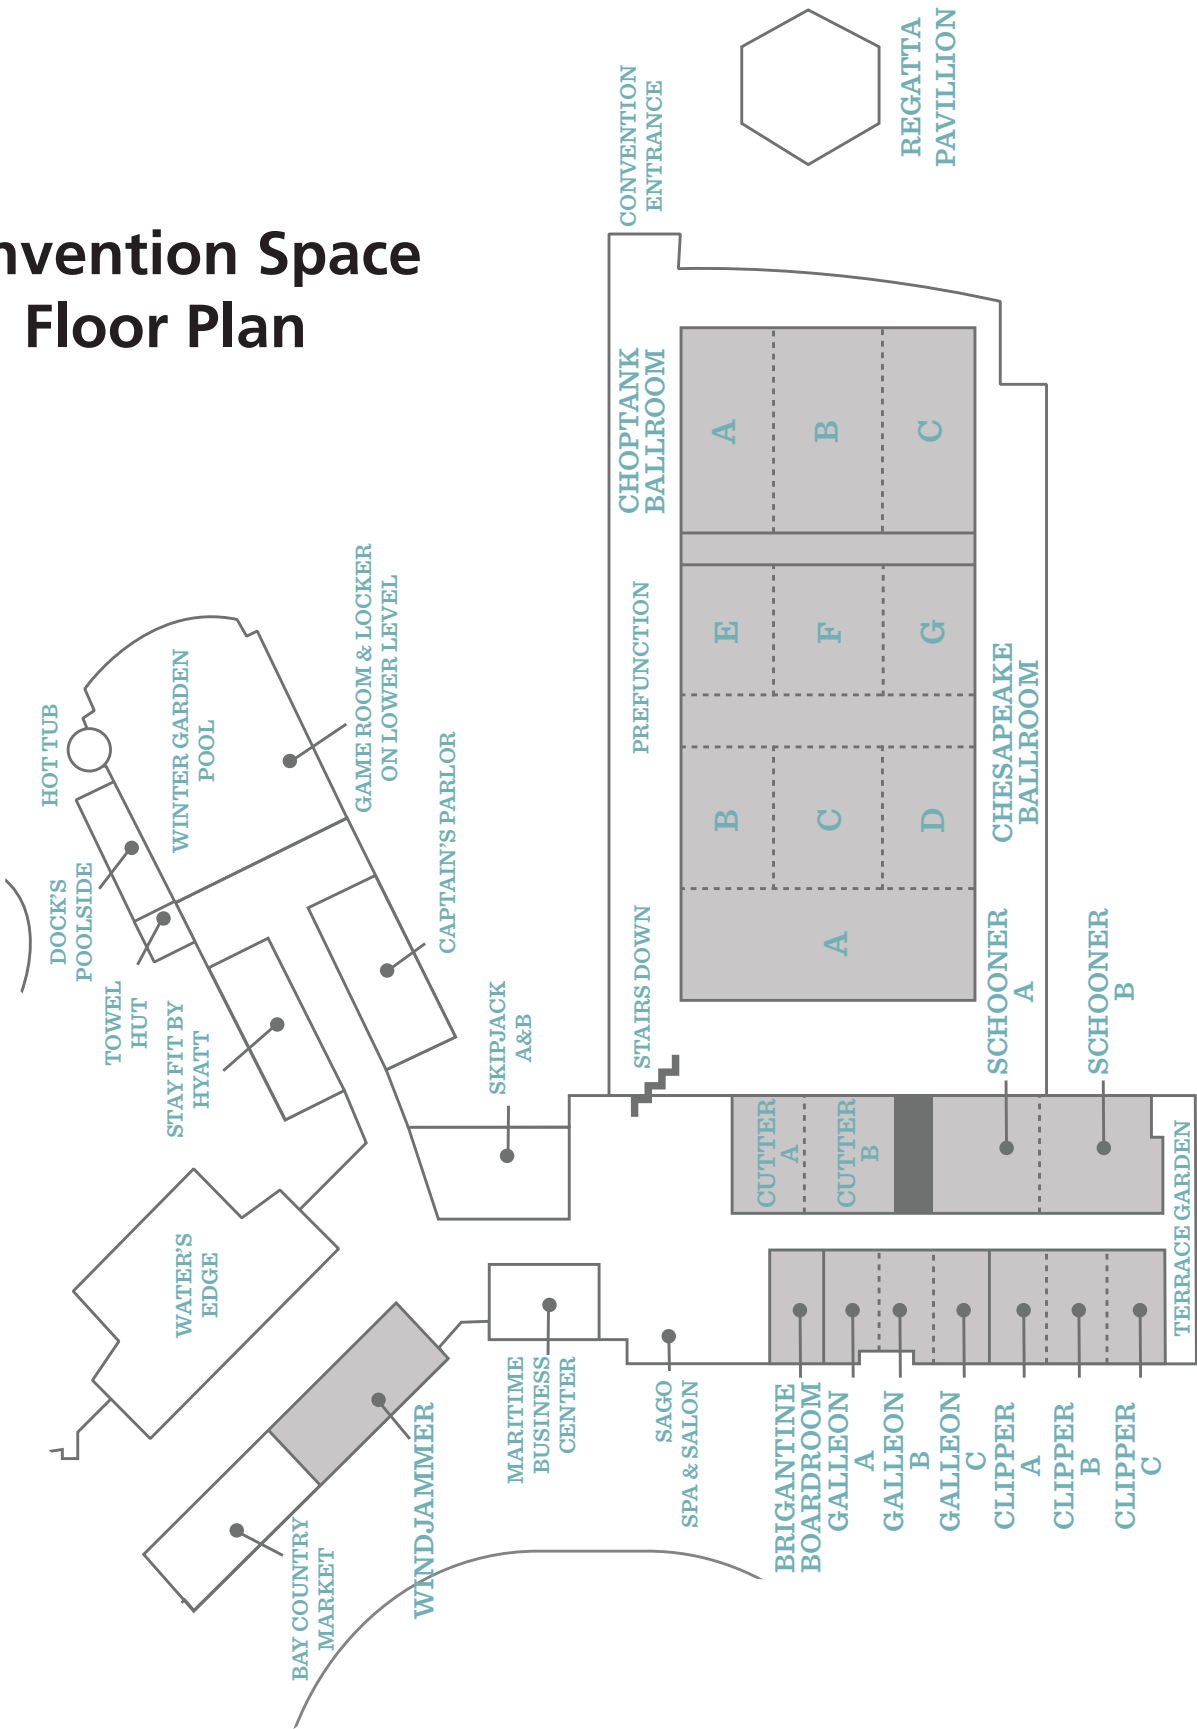 nvention Space
Floor Plan
REGATTA
PAVILLION
CONVENTION
ENTRANCE
CHOPTANK
BALLROOM
A
B
C
PREFUNCTION
E
F
G
B
C
D
A
CHESAPEAKE
BALLROOM
STAIRS DOWN
HOT TUB
WINTER GARDEN
POOL
GAME ROOM & LOCKER
ON LOWER LEVEL
DOCK'S
POOLSIDE
TOWEL
HUT
STAY FIT BY
HYATT
CAPTAIN'S PARLOR
SKIPJACK
A&B
SCHOONER
A
SCHOONER
B
CUTTER
A
CUTTER
B
TERRACE GARDEN
WATER'S
EDGE
WINDJAMMER
BAY COUNTRY
MARKET
MARITIME
BUSINESS
CENTER
SAGO
SPA & SALON
BRIGANTINE
BOARDROOM
GALLEON
A
GALLEON
B
GALLEON
C
CLIPPER
A
CLIPPER
B
CLIPPER
C